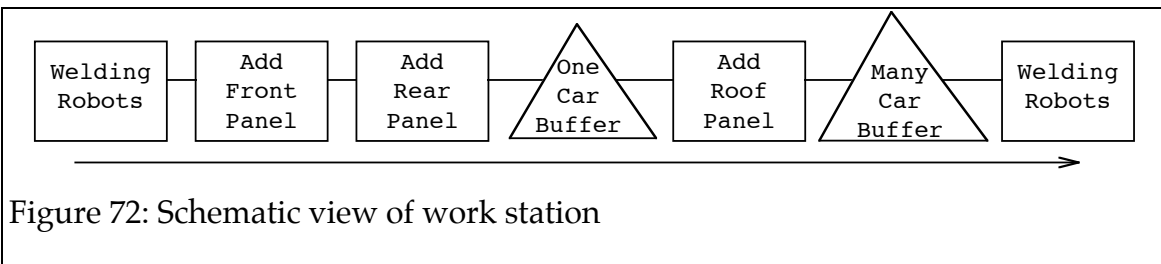 Welding
Robots
Add
Front
Panel
Add
Rear
Panel
One
Car
Buffer
Add
Roof
Panel
Many
Car
Buffer
Welding
Robots
Figure 72: Schematic view of work station